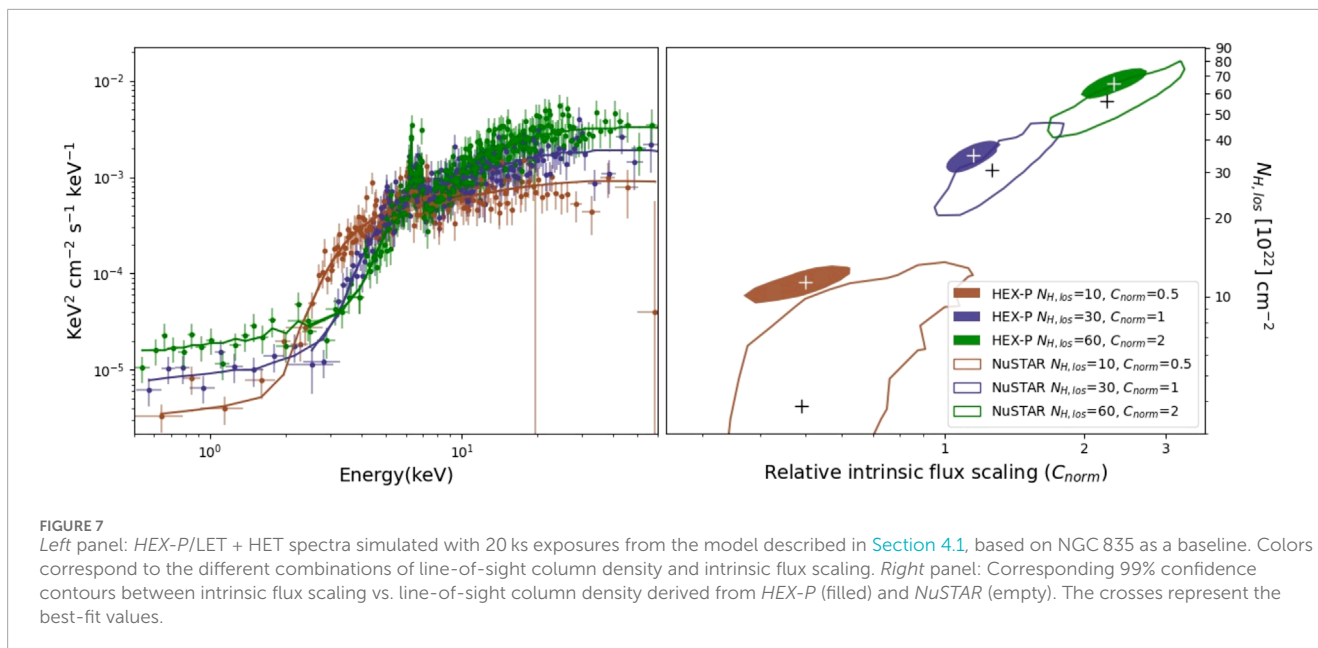 10⁻²
10⁻³
10⁻⁴
10⁻⁵
KeV² cm⁻² s⁻¹ keV⁻¹
10⁰
10¹
Energy(keV)
90
80
70
60
50
40
30
20
10
N_H,los [10²²] cm⁻²
HEX-P N_H,los=10, C_norm=0.5
HEX-P N_H,los=30, C_norm=1
HEX-P N_H,los=60, C_norm=2
NuSTAR N_H,los=10, C_norm=0.5
NuSTAR N_H,los=30, C_norm=1
NuSTAR N_H,los=60, C_norm=2
1
2
3
Relative intrinsic flux scaling (C_norm)
FIGURE 7
Left panel: HEX-P/LET + HET spectra simulated with 20 ks exposures from the model described in Section 4.1, based on NGC 835 as a baseline. Colors
correspond to the different combinations of line-of-sight column density and intrinsic flux scaling. Right panel: Corresponding 99% confidence
contours between intrinsic flux scaling vs. line-of-sight column density derived from HEX-P (filled) and NuSTAR (empty). The crosses represent the
best-fit values.